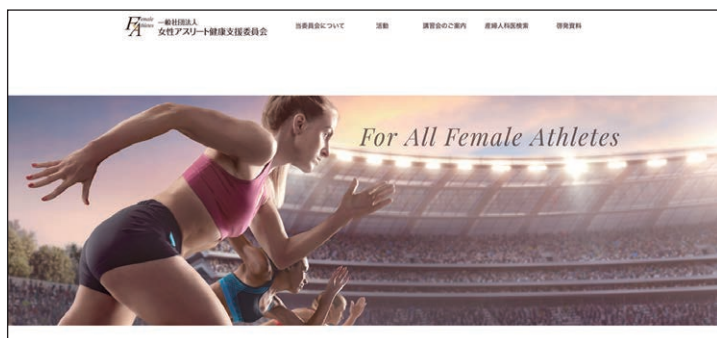 Female
Athletes
一般社団法人
女性アスリート健康支援委員会
当委員会について
活動
講習会のご案内
産婦人科医検索
啓発資料
For All Female Athletes